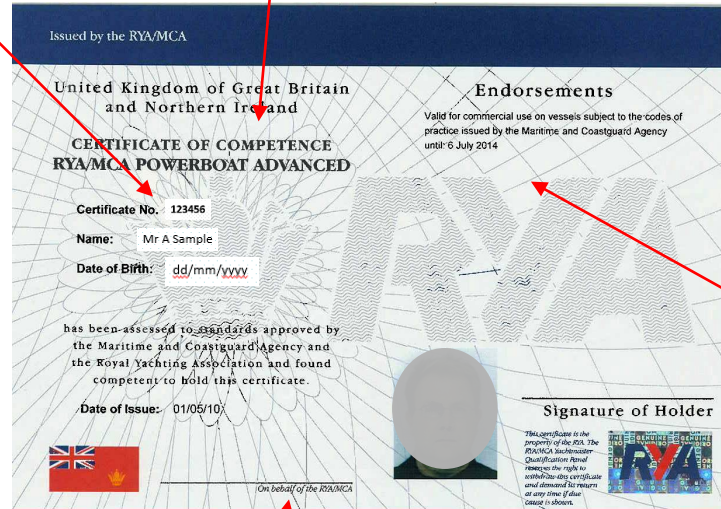 Issued by the RYA/MCA
United Kingdom of Great Britain
and Northern Ireland
CERTIFICATE OF COMPETENCE
RYA/MCA POWERBOAT ADVANCED
Certificate No. 123456
Name: Mr A Sample
Date of Birth: dd/mm/yyyy
has been assessed to standards approved by
the Maritime and Coastguard Agency and
the Royal Yachting Association and found
competent to hold this certificate.
Date of Issue: 01/05/10
On behalf of the RYA/MCA
Endorsements
Valid for commercial use on vessels subject to the codes of
practice issued by the Maritime and Coastguard Agency
until: 6 July 2014
RYA
Signature of Holder
This certificate is the
property of the RYA. The
RYA/MCA Yachtmaster
Qualification Panel
reserves the right to
withdraw this certificate
and demand its return
at any time if due
cause is shown.
GENUINE
RYA